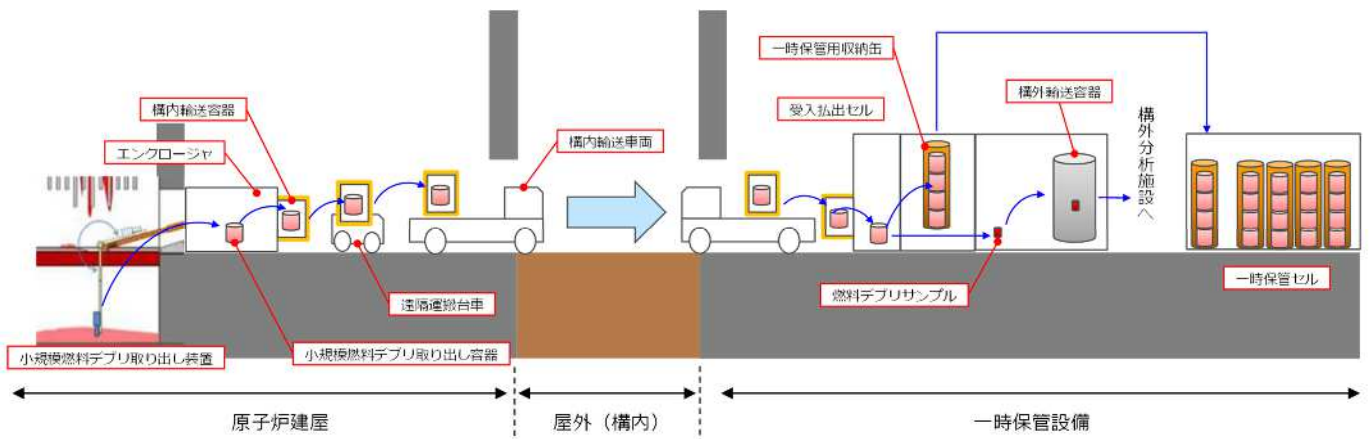 一時保管用収納缶
構内輸送容器
受入払出セル
構外輸送容器
エンクロージャ
構内輸送車両
構外分析施設へ
遠隔運搬台車
燃料デブリサンプル
一時保管セル
小規模燃料デブリ取り出し装置
小規模燃料デブリ取り出し容器
原子炉建屋
屋外（構内）
一時保管設備